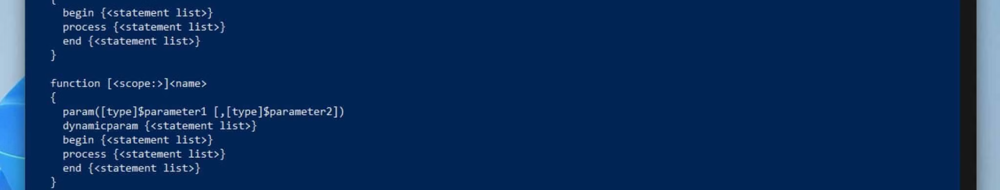 {
begin {<statement list>}
process {<statement list>}
end {<statement list>}
}
function [<scope:>]<name>
{
param([type]$parameter1 [,[type]$parameter2])
dynamicparam {<statement list>}
begin {<statement list>}
process {<statement list>}
end {<statement list>}
}